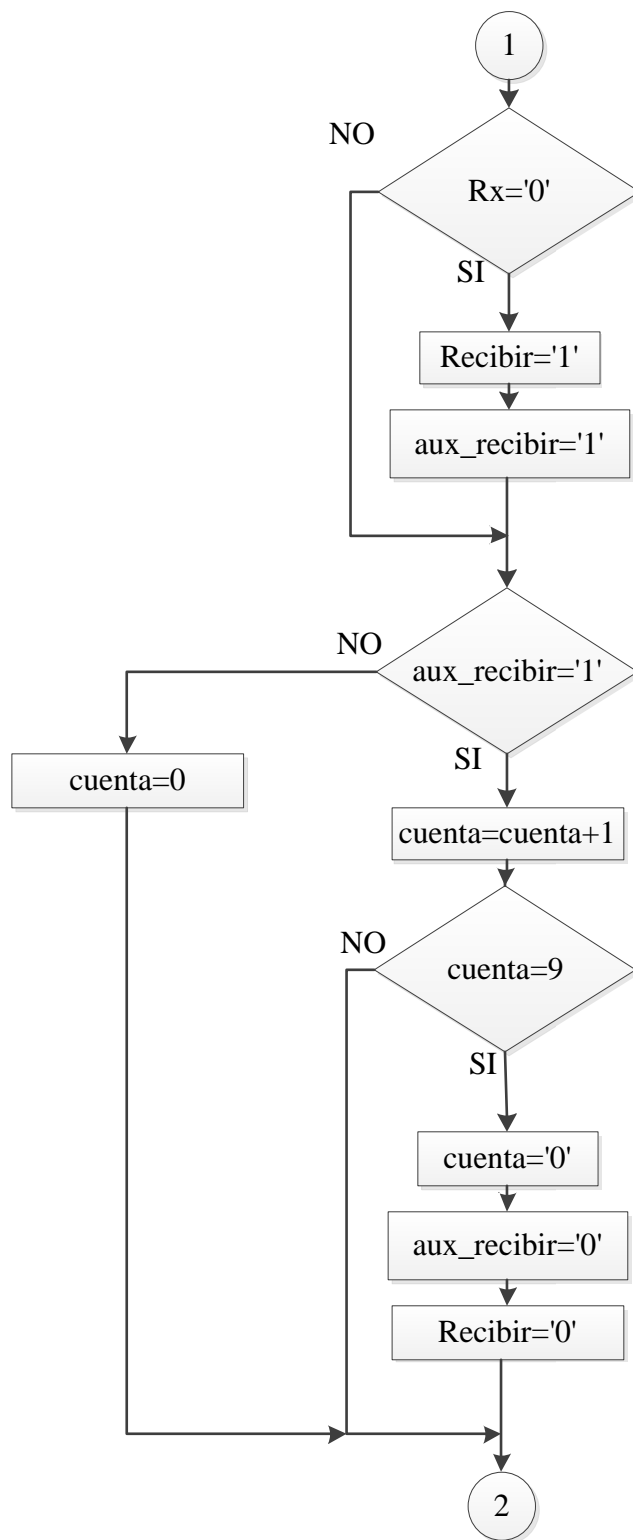 1
NO
Rx='0'
SI
Recibir='1'
aux_recibir='1'
NO
aux_recibir='1'
SI
cuenta=0
cuenta=cuenta+1
NO
cuenta=9
SI
cuenta='0'
aux_recibir='0'
Recibir='0'
2